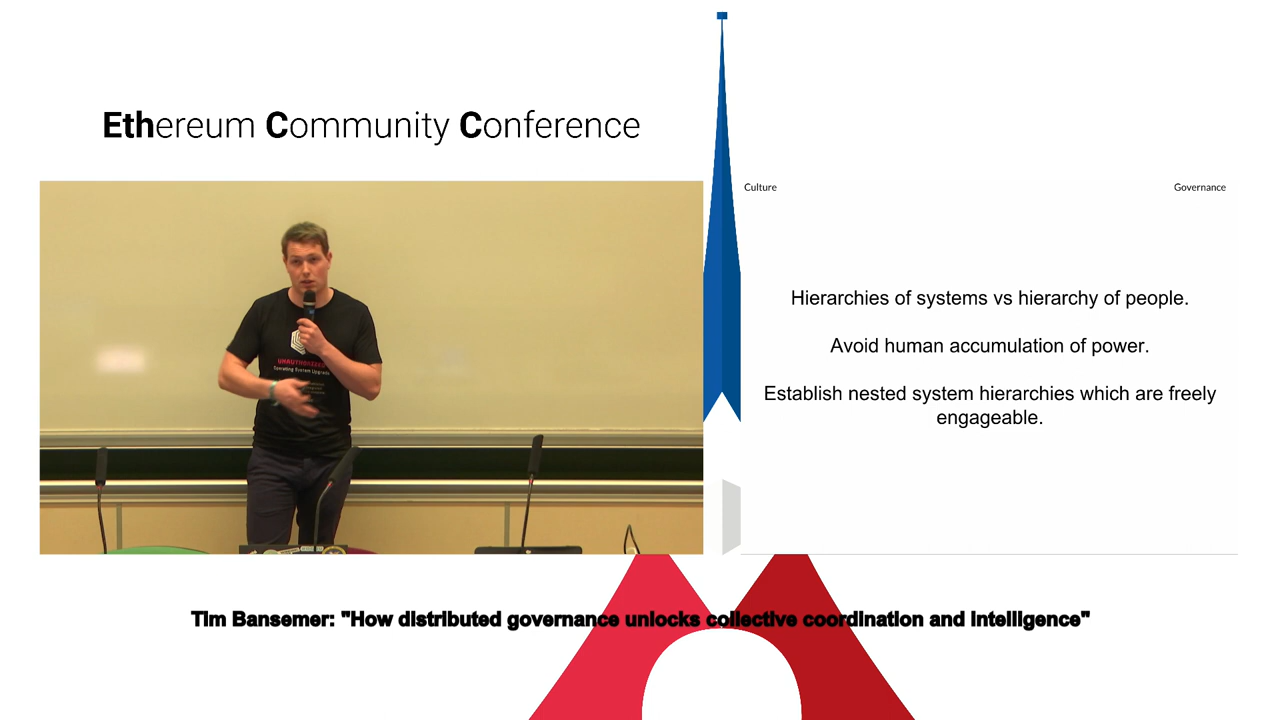 Ethereum Community Conference
Culture
Governance
Hierarchies of systems vs hierarchy of people.
Avoid human accumulation of power.
Establish nested system hierarchies which are freely
engageable.
UNAUTHORIZED
Operating System Upgrade
Tim Bansemer: "How distributed governance unlocks collective coordination and intelligence"